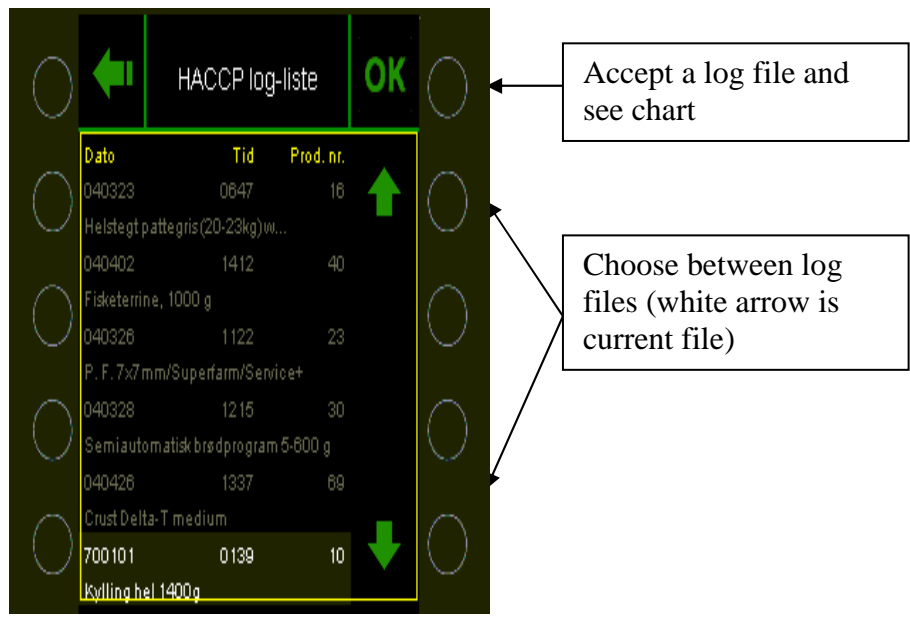 HACCP log-liste
OK
Accept a log file and
see chart
Dato Tid Prod. nr.
040323 0647 16
Helstegt pattegris (20-23kg) w...
040402 1412 40
Fisketerrine, 1000 g
040326 1122 23
P. F. 7x7mm/Superfarm/Service+
040328 1215 30
Semiautomatisk brødprogram 5-600 g
040426 1337 69
Crust Delta-T medium
700101 0139 10
Kylling hel 1400g
Choose between log
files (white arrow is
current file)